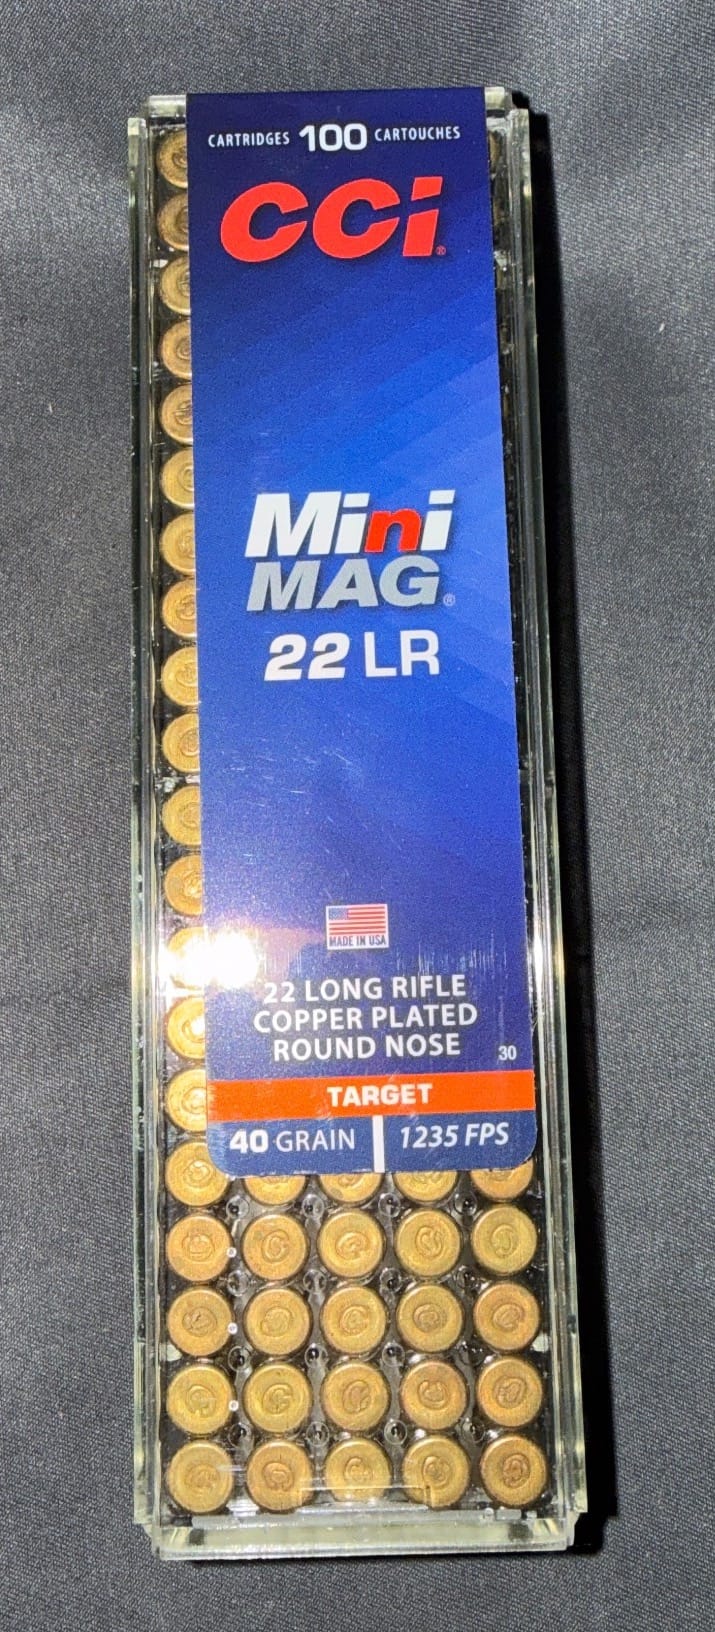 CARTRIDGES 100 CARTOUCHES
CCi®
Mini
MAG®
22 LR
MADE IN USA
22 LONG RIFLE
COPPER PLATED
ROUND NOSE 30
TARGET
40 GRAIN 1235 FPS